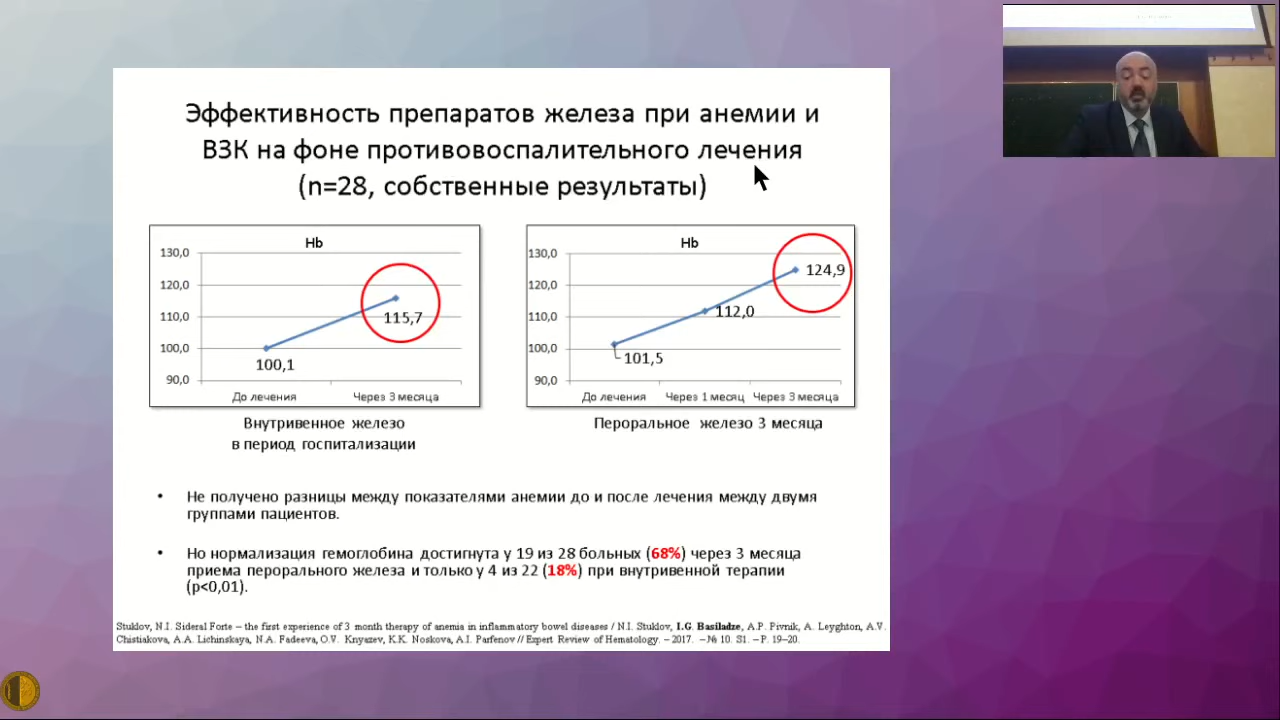 Эффективность препаратов железа при анемии и
ВЗК на фоне противовоспалительного лечения
(n=28, собственные результаты)
Hb
130,0
120,0
110,0
100,0
90,0
115,7
100,1
До лечения
Через 3 месяца
Внутривенное железо
в период госпитализации
Hb
130,0
120,0
110,0
100,0
90,0
124,9
112,0
101,5
До лечения
Через 1 месяц
Через 3 месяца
Пероральное железо 3 месяца
• Не получено разницы между показателями анемии до и после лечения между двумя
группами пациентов.
• Но нормализация гемоглобина достигнута у 19 из 28 больных (68%) через 3 месяца
приема перорального железа и только у 4 из 22 (18%) при внутривенной терапии
(p<0,01).
Stuklov, N.I. Sideral Forte – the first experience of 3 month therapy of anemia in inflammatory bowel diseases / N.I. Stuklov, I.G. Basiladze, A.P. Pivnik, A. Leyghton, A.V.
Chistiakova, A.A. Lichinskaya, N.A. Fadeeva, O.V. Knyazev, K.K. Noskova, A.I. Parfenov // Expert Review of Hematology. – 2017. – № 10. S1. – P. 19–20.